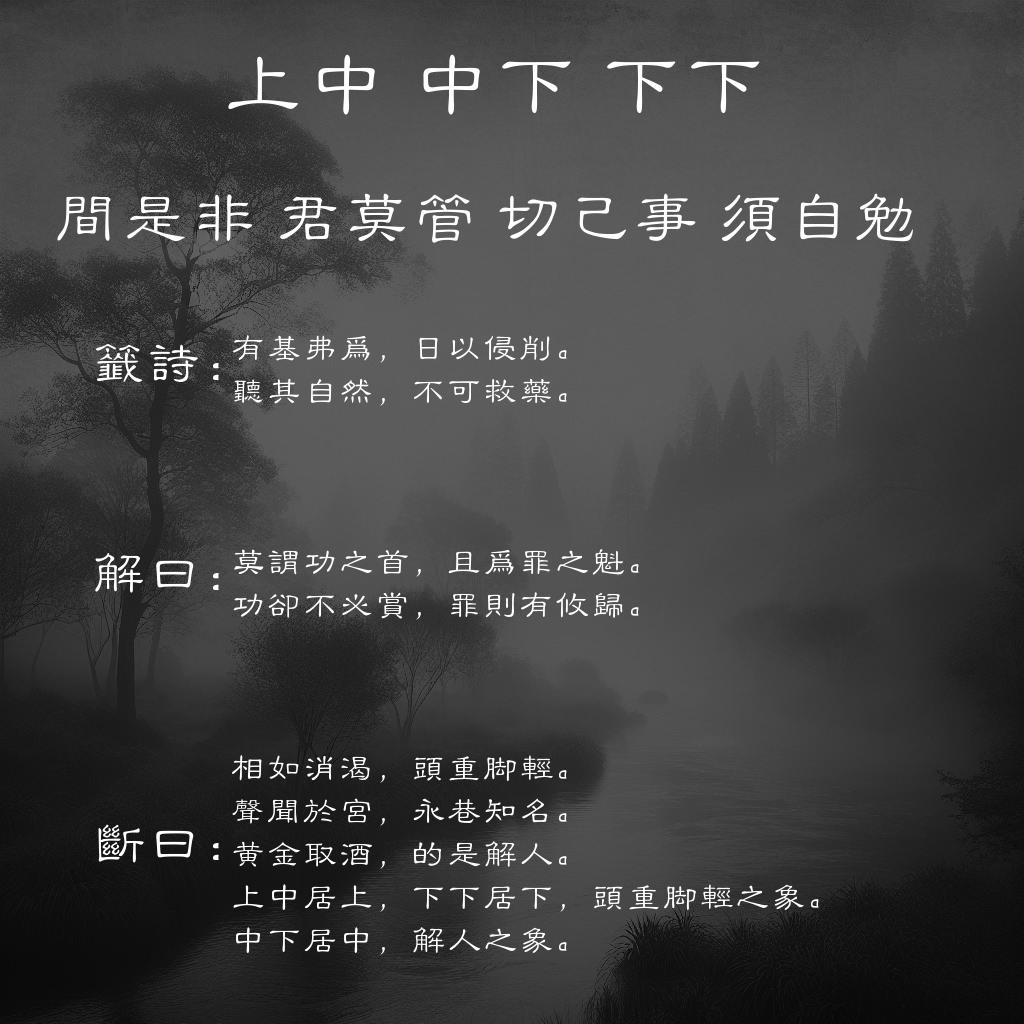 上中 中下 下下
間是非 君莫管 切己事 須自勉
籤詩:
有基弗爲，日以侵削。
聽其自然，不可救藥。
解曰:
莫謂功之首，且爲罪之魁。
功卻不必賞，罪則有攸歸。
斷曰:
相如消渴，頭重脚輕。
聲聞於宮，永巷知名。
黄金取酒，的是解人。
上中居上，下下居下，頭重脚輕之象。
中下居中，解人之象。